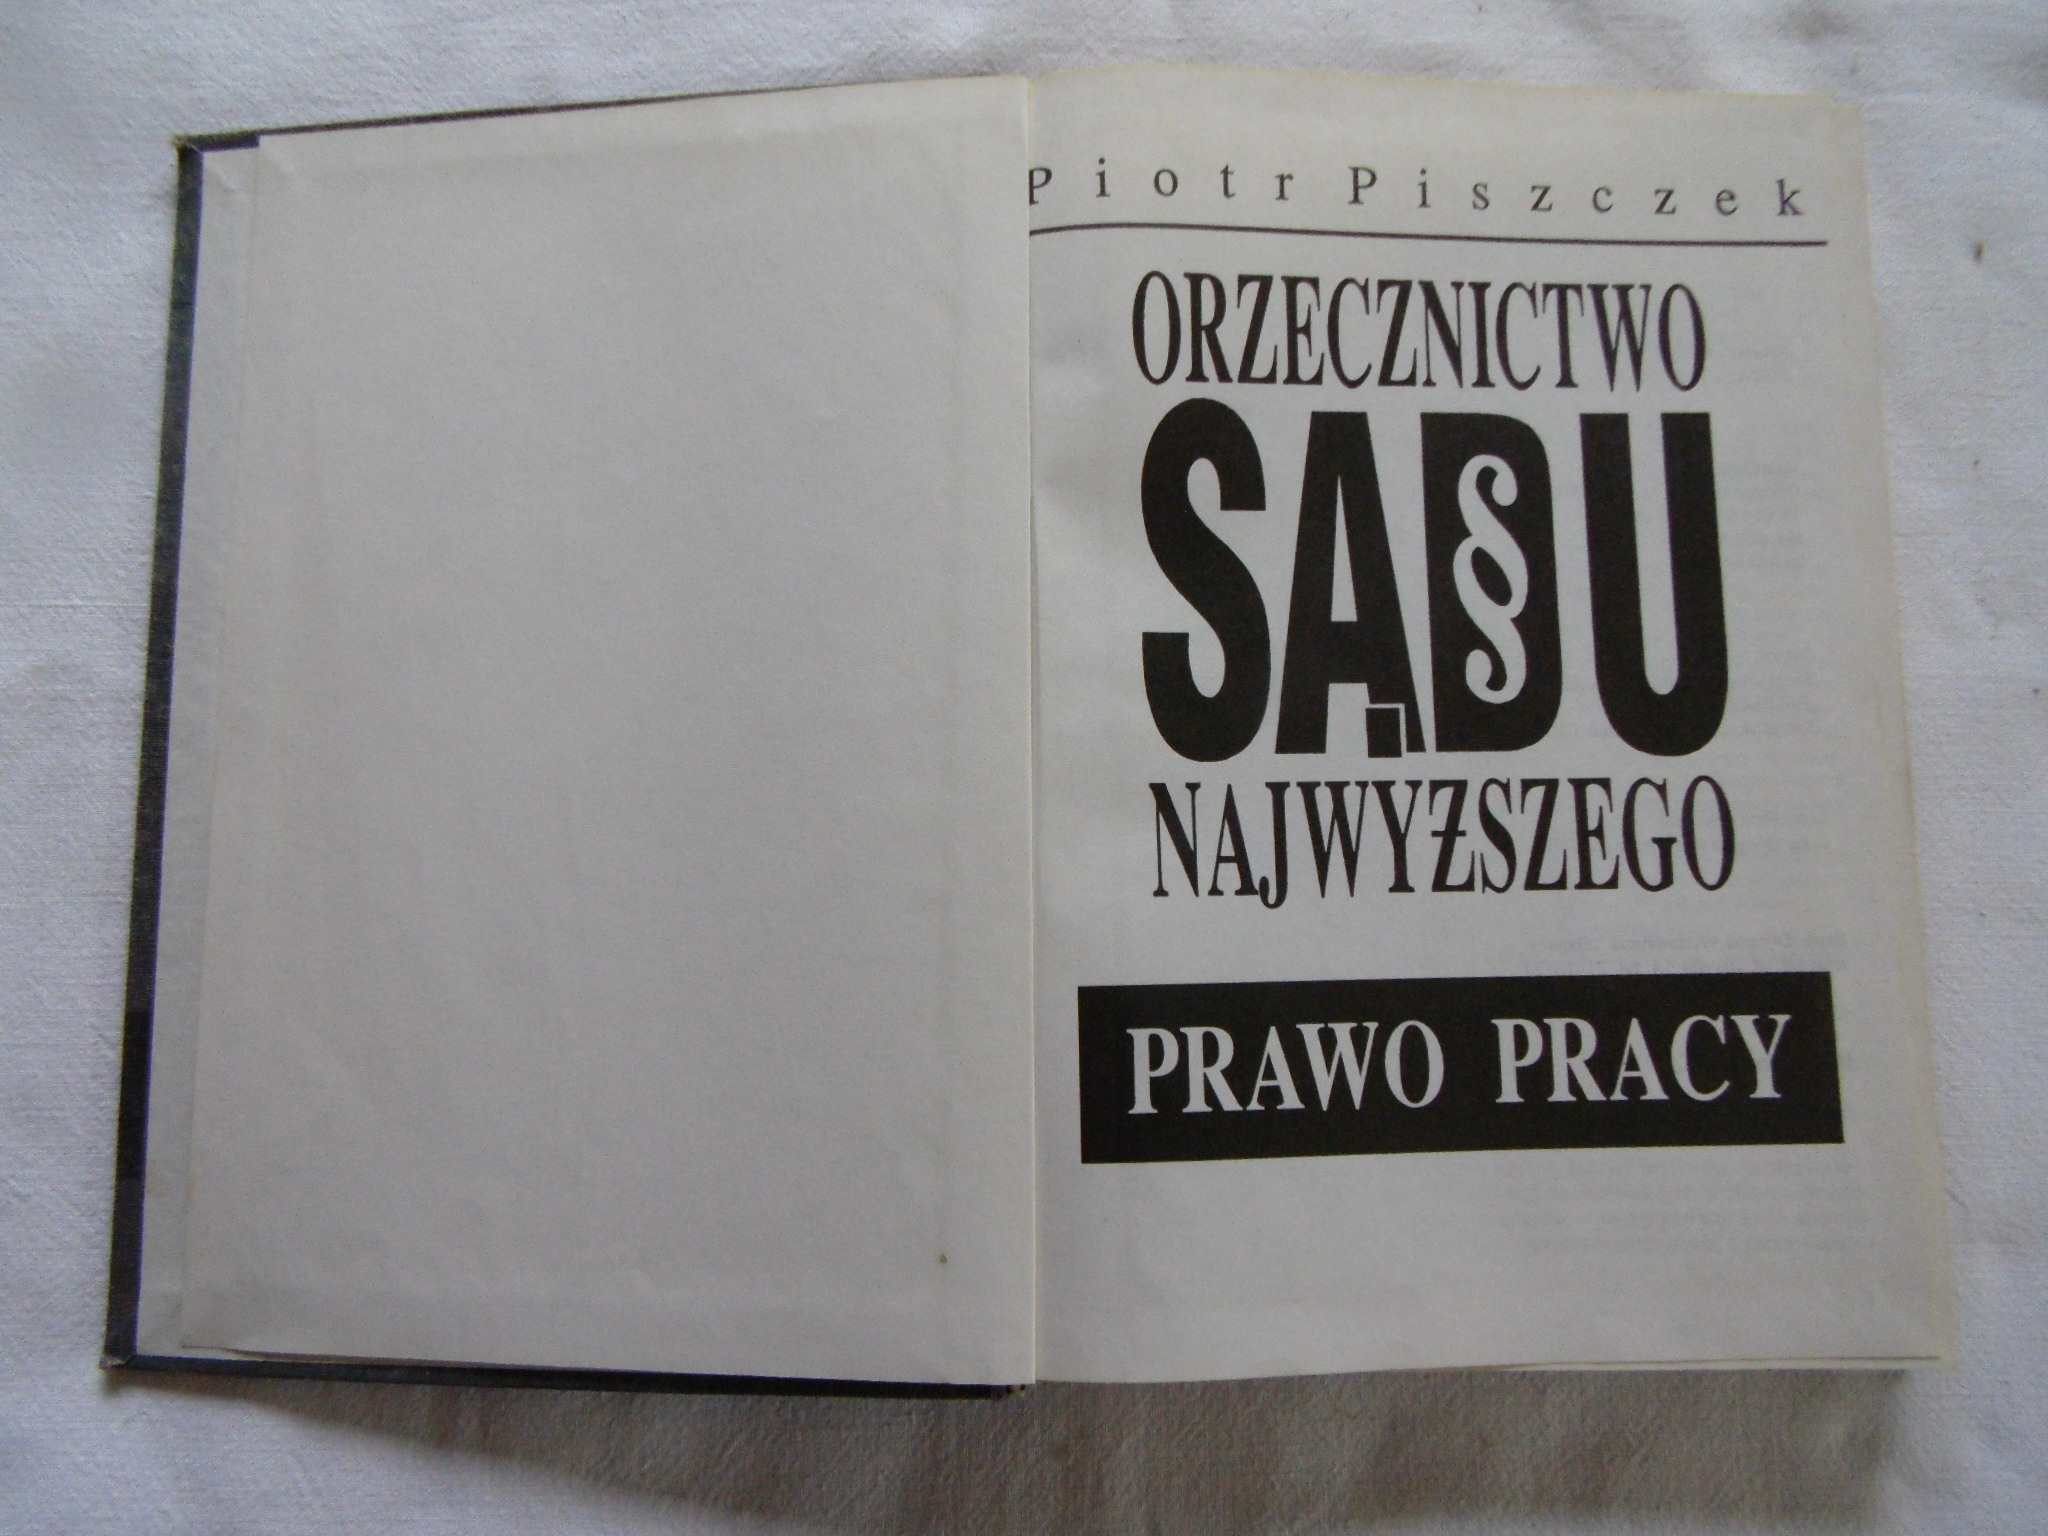 Piotr Piszczek
ORZECZNICTWO
SĄDU
§
NAJWYŻSZEGO
PRAWO PRACY